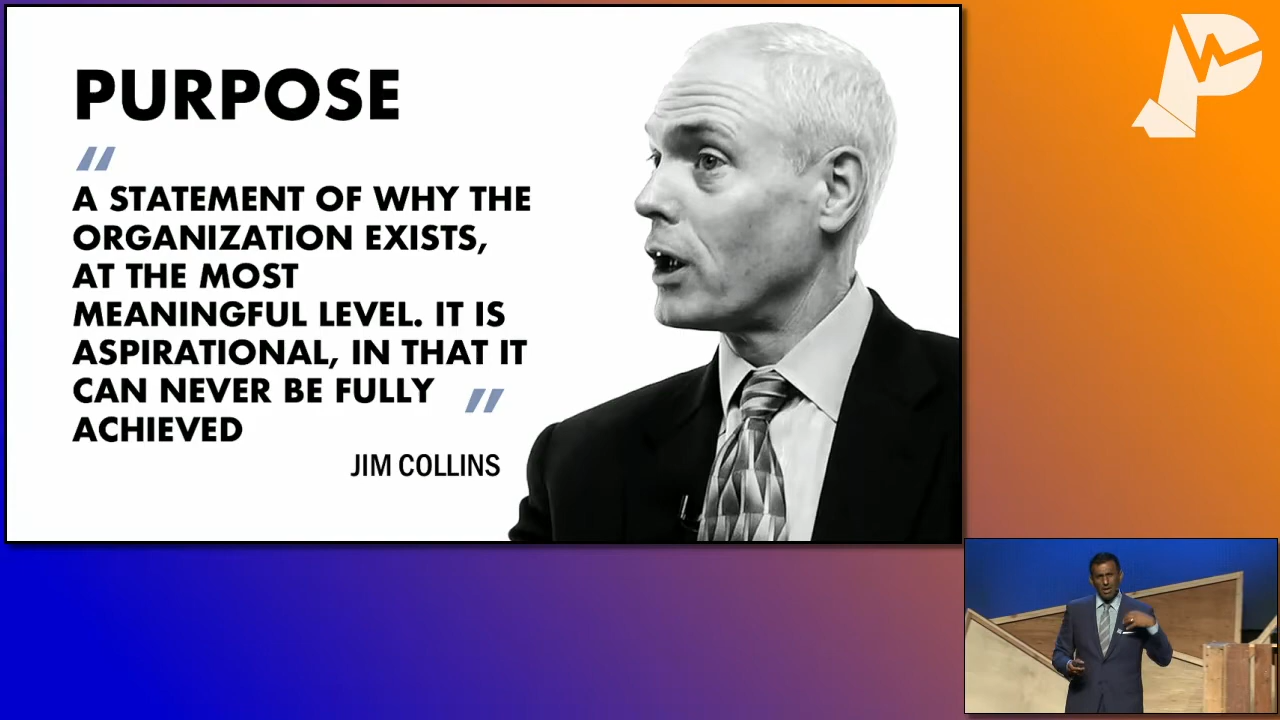 PURPOSE
"
A STATEMENT OF WHY THE
ORGANIZATION EXISTS,
AT THE MOST
MEANINGFUL LEVEL. IT IS
ASPIRATIONAL, IN THAT IT
CAN NEVER BE FULLY "
ACHIEVED
JIM COLLINS